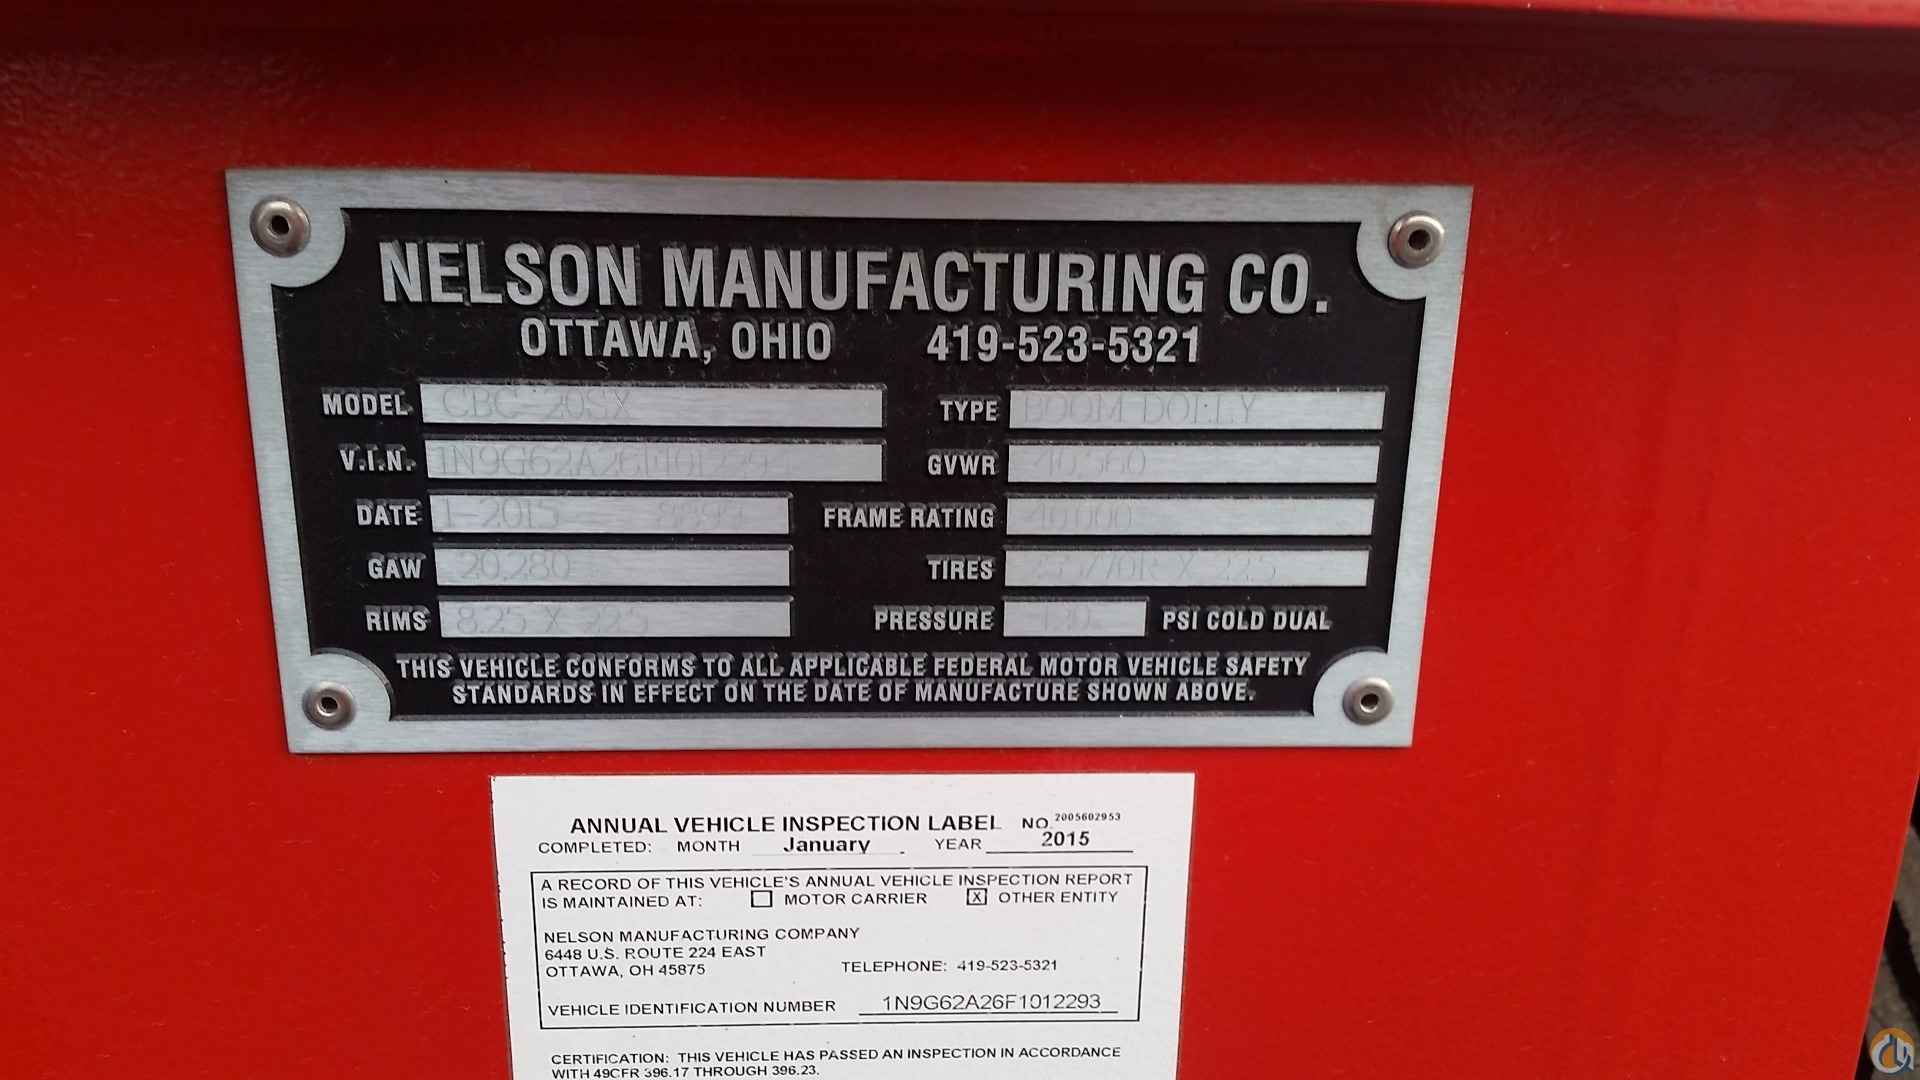 NELSON MANUFACTURING CO.
OTTAWA, OHIO 419-523-5321
MODEL CBC-20SX TYPE BOOM DOLLY
V.I.N. GVWR 40,560
DATE 1-2015 FRAME RATING 40,000
GAW 20,280 TIRES
RIMS 8.25 X 22.5 PRESSURE PSI COLD DUAL
THIS VEHICLE CONFORMS TO ALL APPLICABLE FEDERAL MOTOR VEHICLE SAFETY
STANDARDS IN EFFECT ON THE DATE OF MANUFACTURE SHOWN ABOVE.
ANNUAL VEHICLE INSPECTION LABEL NO. 2005602953
COMPLETED: MONTH January YEAR 2015
A RECORD OF THIS VEHICLE'S ANNUAL VEHICLE INSPECTION REPORT
IS MAINTAINED AT: MOTOR CARRIER X OTHER ENTITY
NELSON MANUFACTURING COMPANY
6448 U.S. ROUTE 224 EAST
OTTAWA, OH 45875 TELEPHONE: 419-523-5321
VEHICLE IDENTIFICATION NUMBER 1N9G62A26F1012293
CERTIFICATION: THIS VEHICLE HAS PASSED AN INSPECTION IN ACCORDANCE
WITH 49CFR 396.17 THROUGH 396.23.